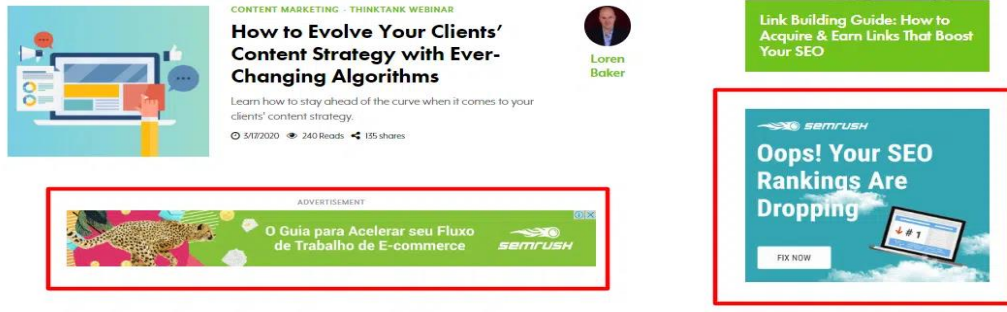 CONTENT MARKETING - THINKTANK WEBINAR
How to Evolve Your Clients'
Content Strategy with Ever-
Changing Algorithms
Learn how to stay ahead of the curve when it comes to your
clients' content strategy.
3/17/2020 240 Reads 135 shares
Loren
Baker
ADVERTISEMENT
O Guia para Acelerar seu Fluxo
de Trabalho de E-commerce
semrush
Link Building Guide: How to
Acquire & Earn Links That Boost
Your SEO
semrush
Oops! Your SEO
Rankings Are
Dropping
#1
FIX NOW